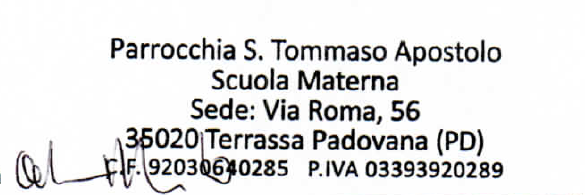 Parrocchia S. Tommaso Apostolo
Scuola Materna
Sede: Via Roma, 56
35020 Terrassa Padovana (PD)
C.F. 92030640285 P.IVA 03393920289